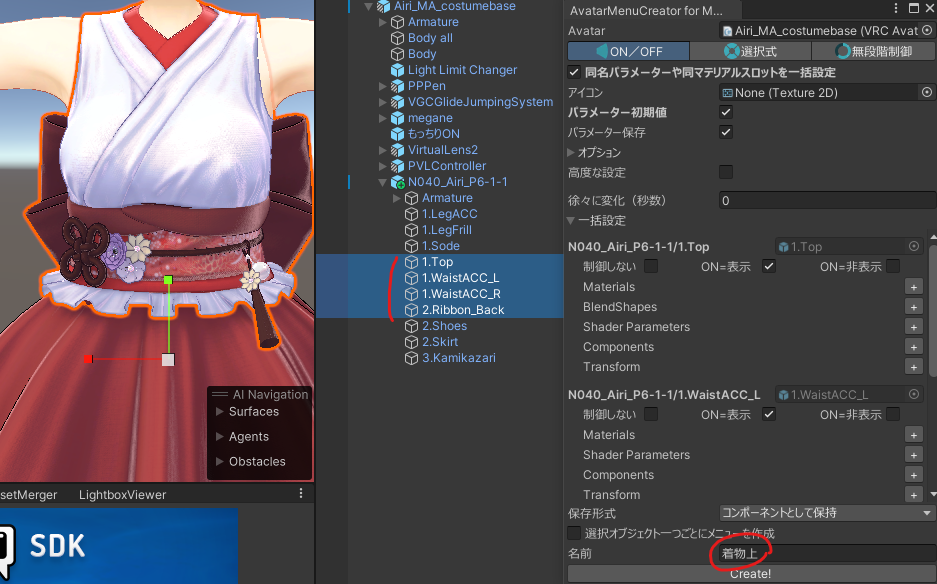 Airi_MA_costumebase
Armature
Body all
Body
Light Limit Changer
PPPen
VGCGlideJumpingSystem
megane
もっちりON
VirtualLens2
PVLController
N040_Airi_P6-1-1
Armature
1.LegACC
1.LegFrill
1.Sode
1.Top
1.WaistACC_L
1.WaistACC_R
2.Ribbon_Back
2.Shoes
2.Skirt
3.Kamikazari
AI Navigation
Surfaces
Agents
Obstacles
setMerger LightboxViewer
SDK
AvatarMenuCreator for M...
Avatar Airi_MA_costumebase (VRC Avatar
ON／OFF 選択式 無段階制御
同名パラメーターや同マテリアルスロットを一括設定
アイコン None (Texture 2D)
パラメーター初期値
パラメーター保存
オプション
高度な設定
徐々に変化（秒数） 0
一括設定
N040_Airi_P6-1-1/1.Top 1.Top
制御しない ON=表示 ON=非表示
Materials +
BlendShapes +
Shader Parameters +
Components +
Transform +
N040_Airi_P6-1-1/1.WaistACC_L 1.WaistACC_L
制御しない ON=表示 ON=非表示
Materials +
Shader Parameters +
Components +
Transform +
保存形式 コンポーネントとして保持
選択オブジェクト一つごとにメニューを作成
名前 着物上
Create!